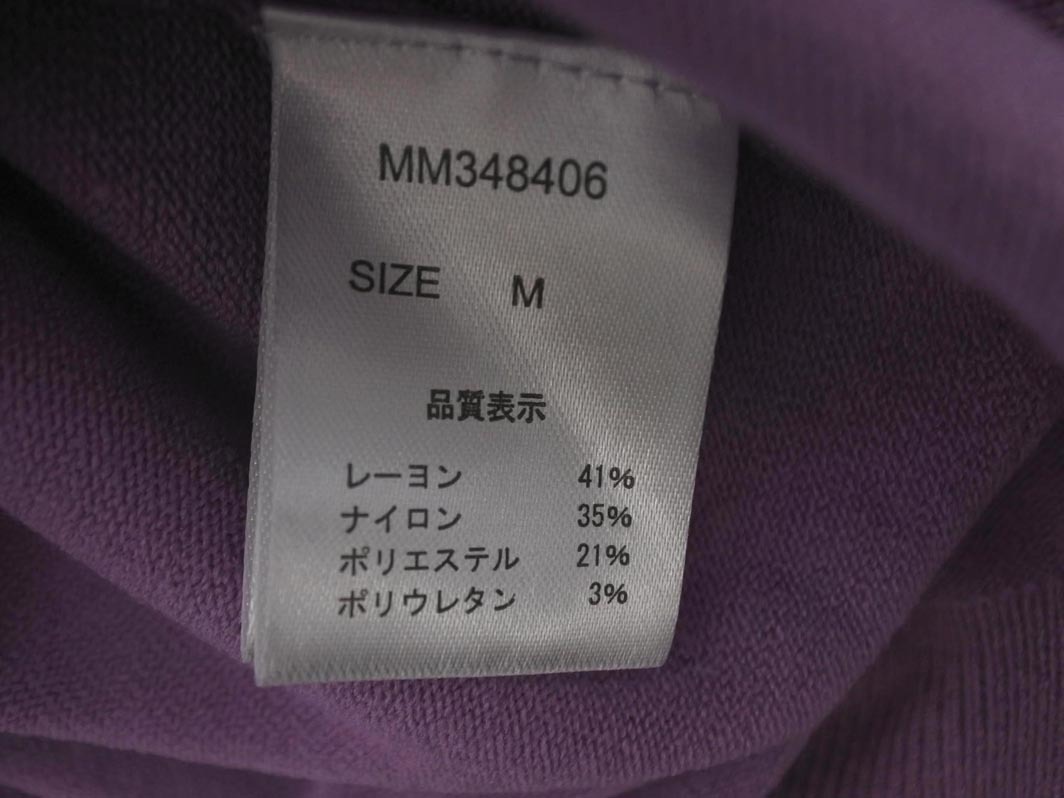 MM348406
SIZE M
品質表示
レーヨン 41%
ナイロン 35%
ポリエステル 21%
ポリウレタン 3%